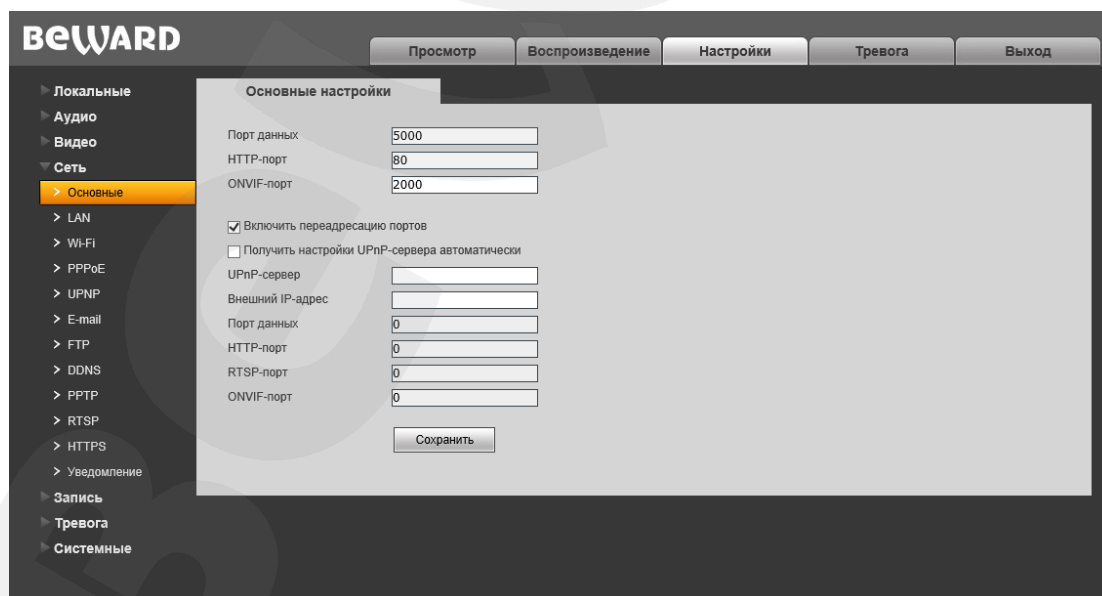 BEWARD
Просмотр Воспроизведение Настройки Тревога Выход
Локальные
Аудио
Видео
Сеть
Основные
LAN
Wi-Fi
PPPoE
UPNP
E-mail
FTP
DDNS
PPTP
RTSP
HTTPS
Уведомление
Запись
Тревога
Системные
Основные настройки
Порт данных 5000
HTTP-порт 80
ONVIF-порт 2000
Включить переадресацию портов
Получить настройки UPnP-сервера автоматически
UPnP-сервер
Внешний IP-адрес
Порт данных 0
HTTP-порт 0
RTSP-порт 0
ONVIF-порт 0
Сохранить